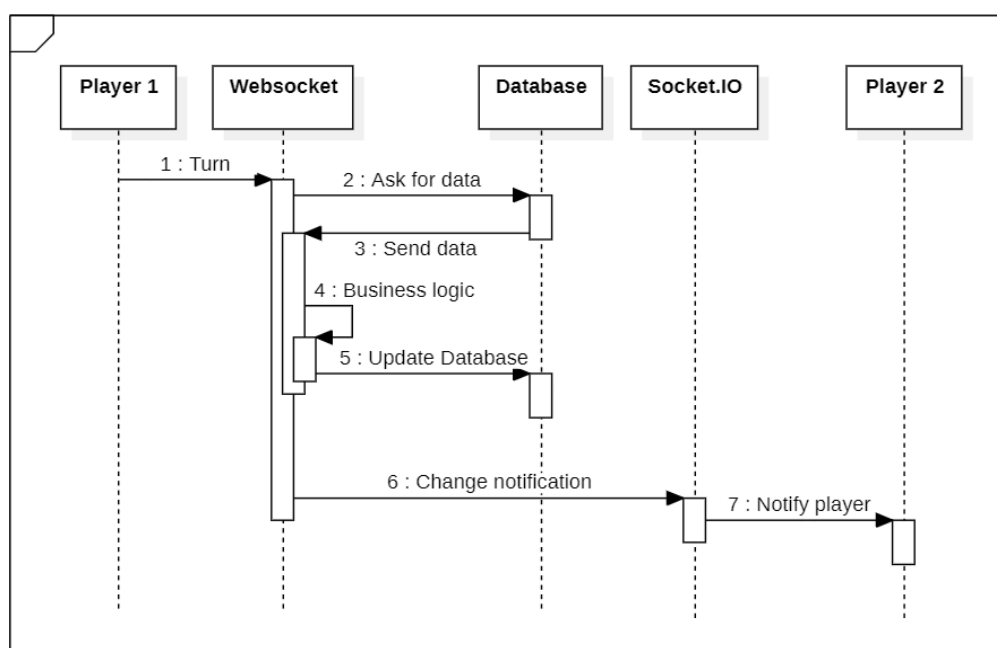 Player 1
Websocket
Database
Socket.IO
Player 2
1 : Turn
2 : Ask for data
3 : Send data
4 : Business logic
5 : Update Database
6 : Change notification
7 : Notify player